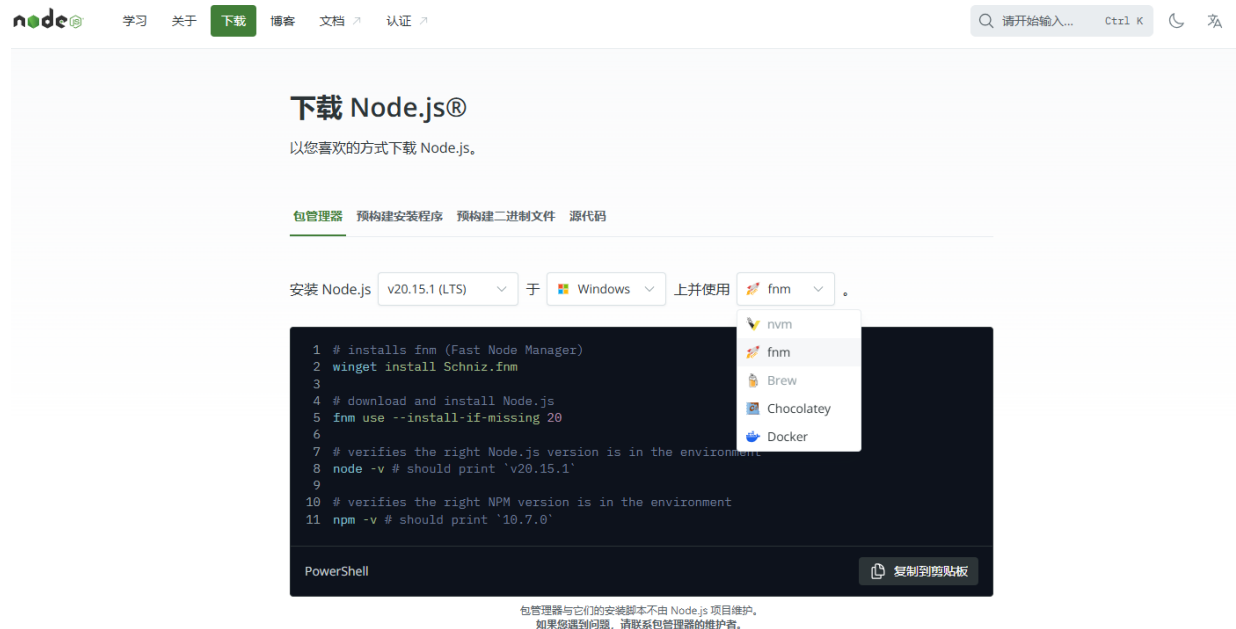 node
学习 关于 下载 博客 文档 认证 请开始输入... Ctrl K
下载 Node.js®
以您喜欢的方式下载 Node.js。
包管理器 预构建安装程序 预构建二进制文件 源代码
安装 Node.js v20.15.1 (LTS) 于 Windows 上并使用 fnm 。
nvm
fnm
Brew
Chocolatey
Docker
1 # installs fnm (Fast Node Manager)
2 winget install Schniz.fnm
3
4 # download and install Node.js
5 fnm use --install-if-missing 20
6
7 # verifies the right Node.js version is in the environment
8 node -v # should print `v20.15.1`
9
10 # verifies the right NPM version is in the environment
11 npm -v # should print `10.7.0`
PowerShell 复制到剪贴板
包管理器与它们的安装脚本不由 Node.js 项目维护。
如果您遇到问题，请联系包管理器的维护者。